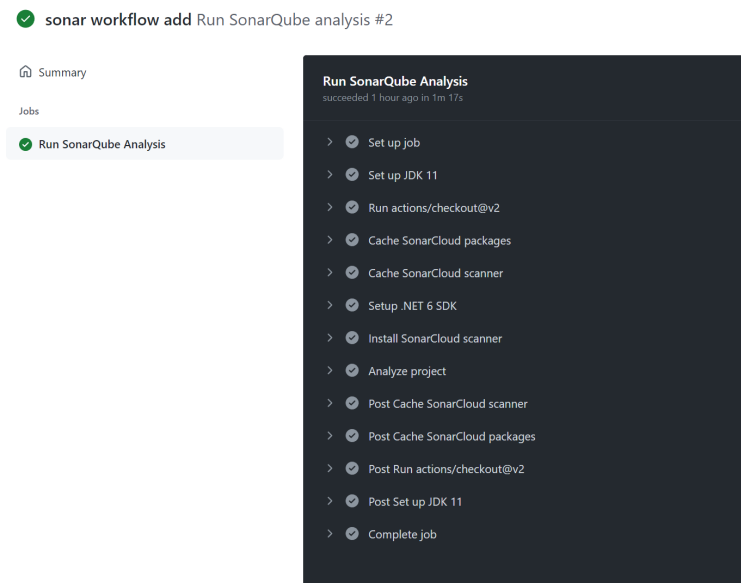 sonar workflow add Run SonarQube analysis #2
Summary
Jobs
Run SonarQube Analysis
Run SonarQube Analysis
succeeded 1 hour ago in 1m 17s
Set up job
Set up JDK 11
Run actions/checkout@v2
Cache SonarCloud packages
Cache SonarCloud scanner
Setup .NET 6 SDK
Install SonarCloud scanner
Analyze project
Post Cache SonarCloud scanner
Post Cache SonarCloud packages
Post Run actions/checkout@v2
Post Set up JDK 11
Complete job